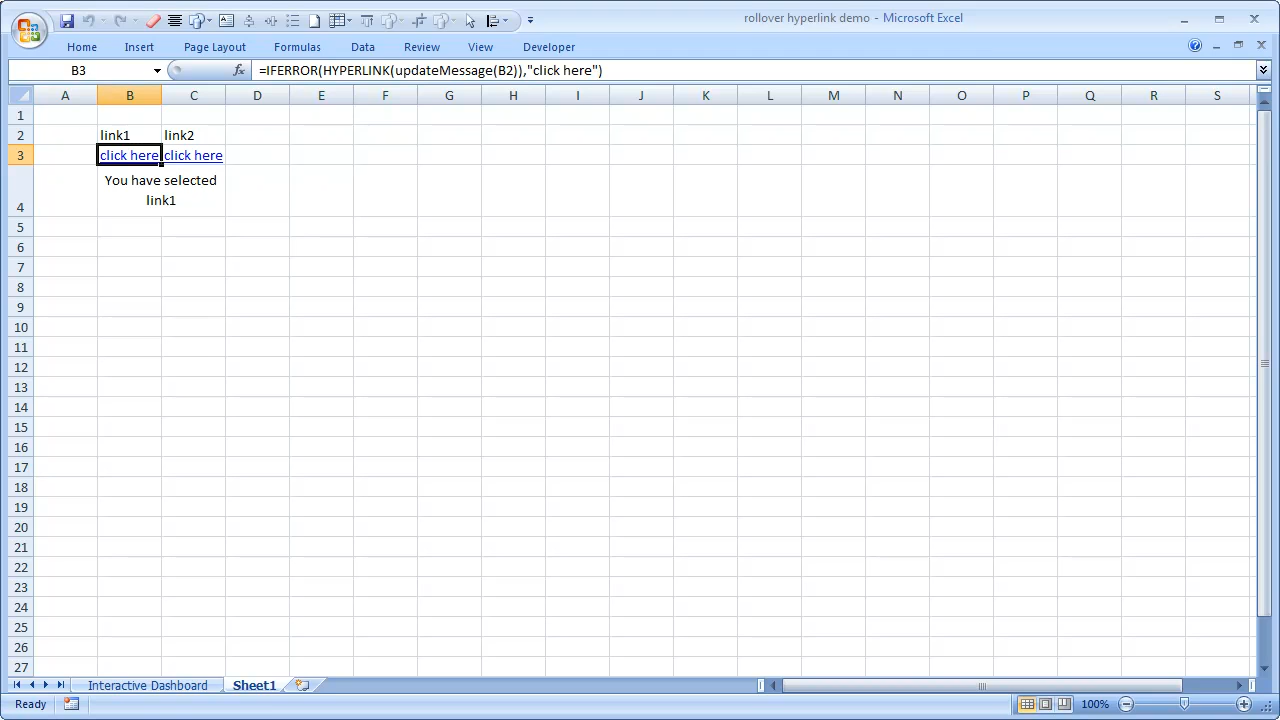 rollover hyperlink demo - Microsoft Excel
Home Insert Page Layout Formulas Data Review View Developer
B3 fx =IFERROR(HYPERLINK(updateMessage(B2)),"click here")
A B C D E F G H I J K L M N O P Q R S
1
2 link1 link2
3 click here click here
You have selected
4 link1
5
6
7
8
9
10
11
12
13
14
15
16
17
18
19
20
21
22
23
24
25
26
27
Interactive Dashboard Sheet1
Ready 100%